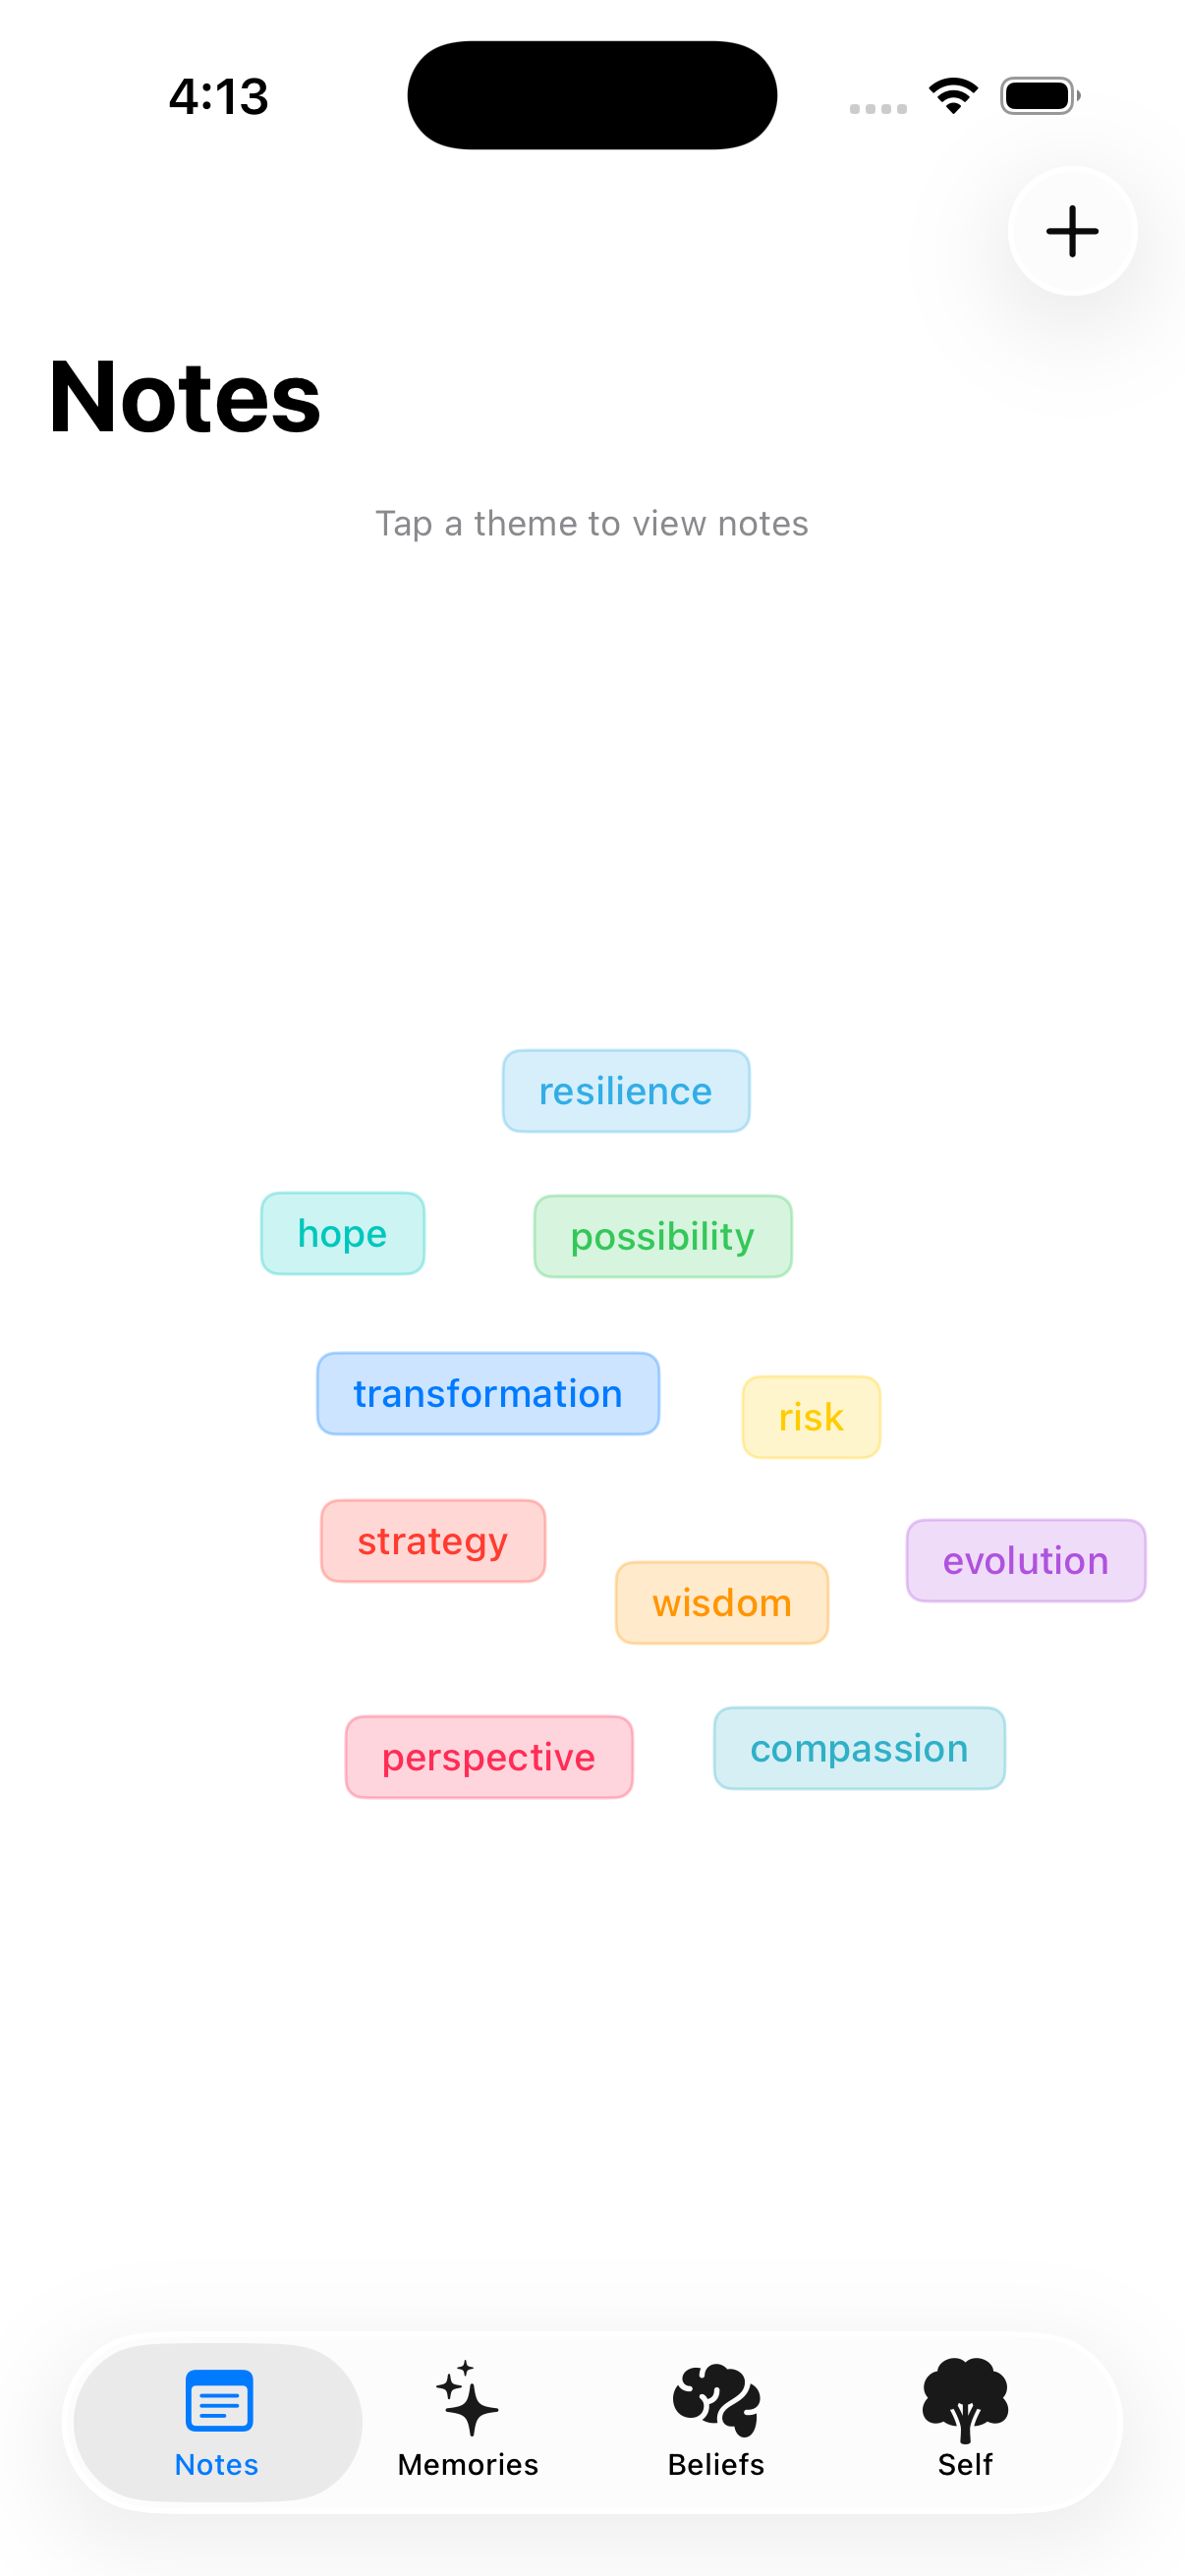 4:13
Notes
Tap a theme to view notes
resilience
hope
possibility
transformation
risk
strategy
evolution
wisdom
perspective
compassion
Notes
Memories
Beliefs
Self